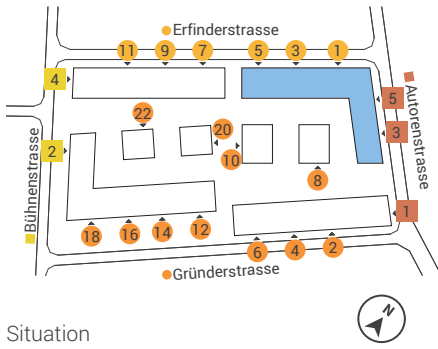 Erfinderstrasse
11 9 7 5 3 1
4
5
Autorenstrasse
22
20
3
2
10
8
Bühnenstrasse
18 16 14 12
1
6 4 2
Gründerstrasse
N
Situation